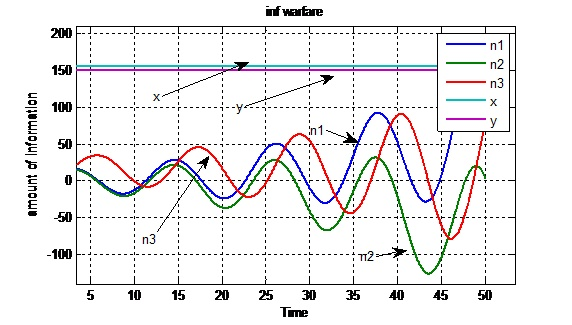 inf warfare
amount of information
200
150
100
50
0
-50
-100
5 10 15 20 25 30 35 40 45 50
Time
n1
n2
n3
x
y
x
y
n1
n3
n2